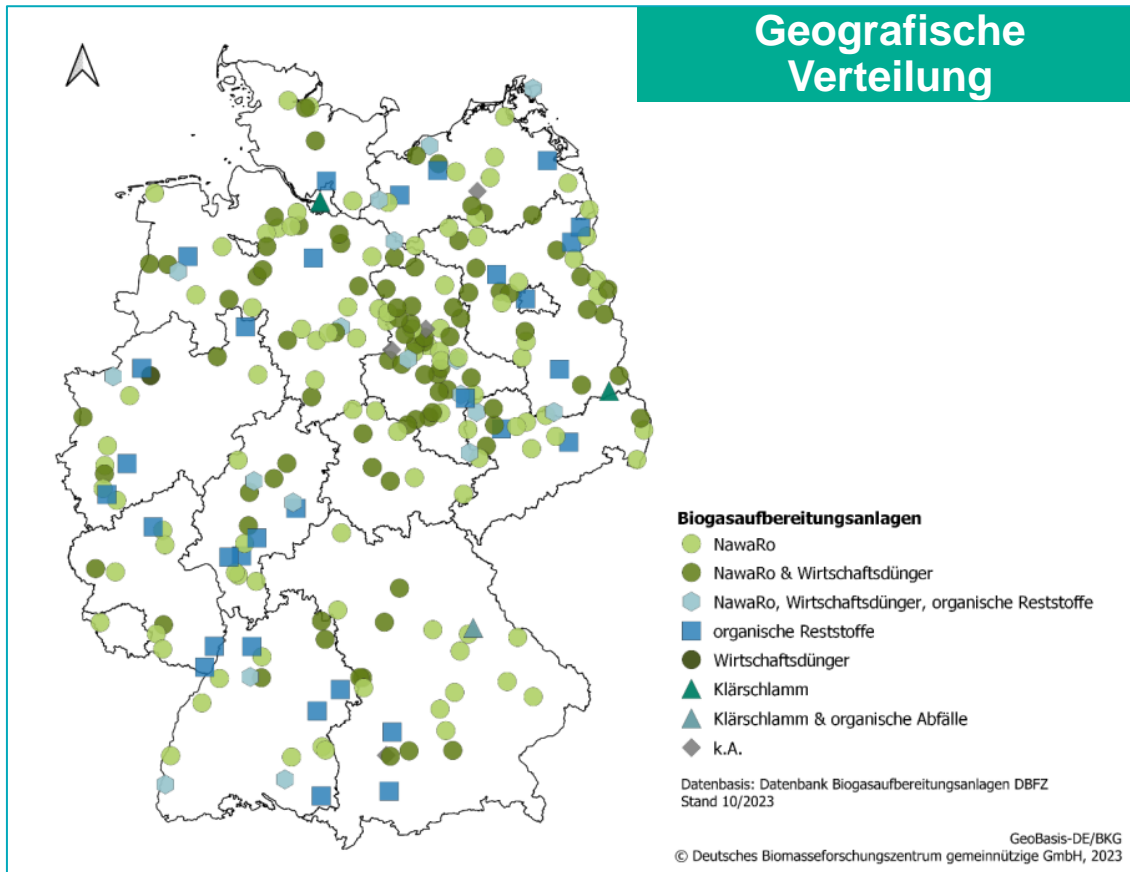 Geografische
Verteilung
Biogasaufbereitungsanlagen
NawaRo
NawaRo & Wirtschaftsdünger
NawaRo, Wirtschaftsdünger, organische Reststoffe
organische Reststoffe
Wirtschaftsdünger
Klärschlamm
Klärschlamm & organische Abfälle
k.A.
Datenbasis: Datenbank Biogasaufbereitungsanlagen DBFZ
Stand 10/2023
GeoBasis-DE/BKG
© Deutsches Biomasseforschungszentrum gemeinnützige GmbH, 2023